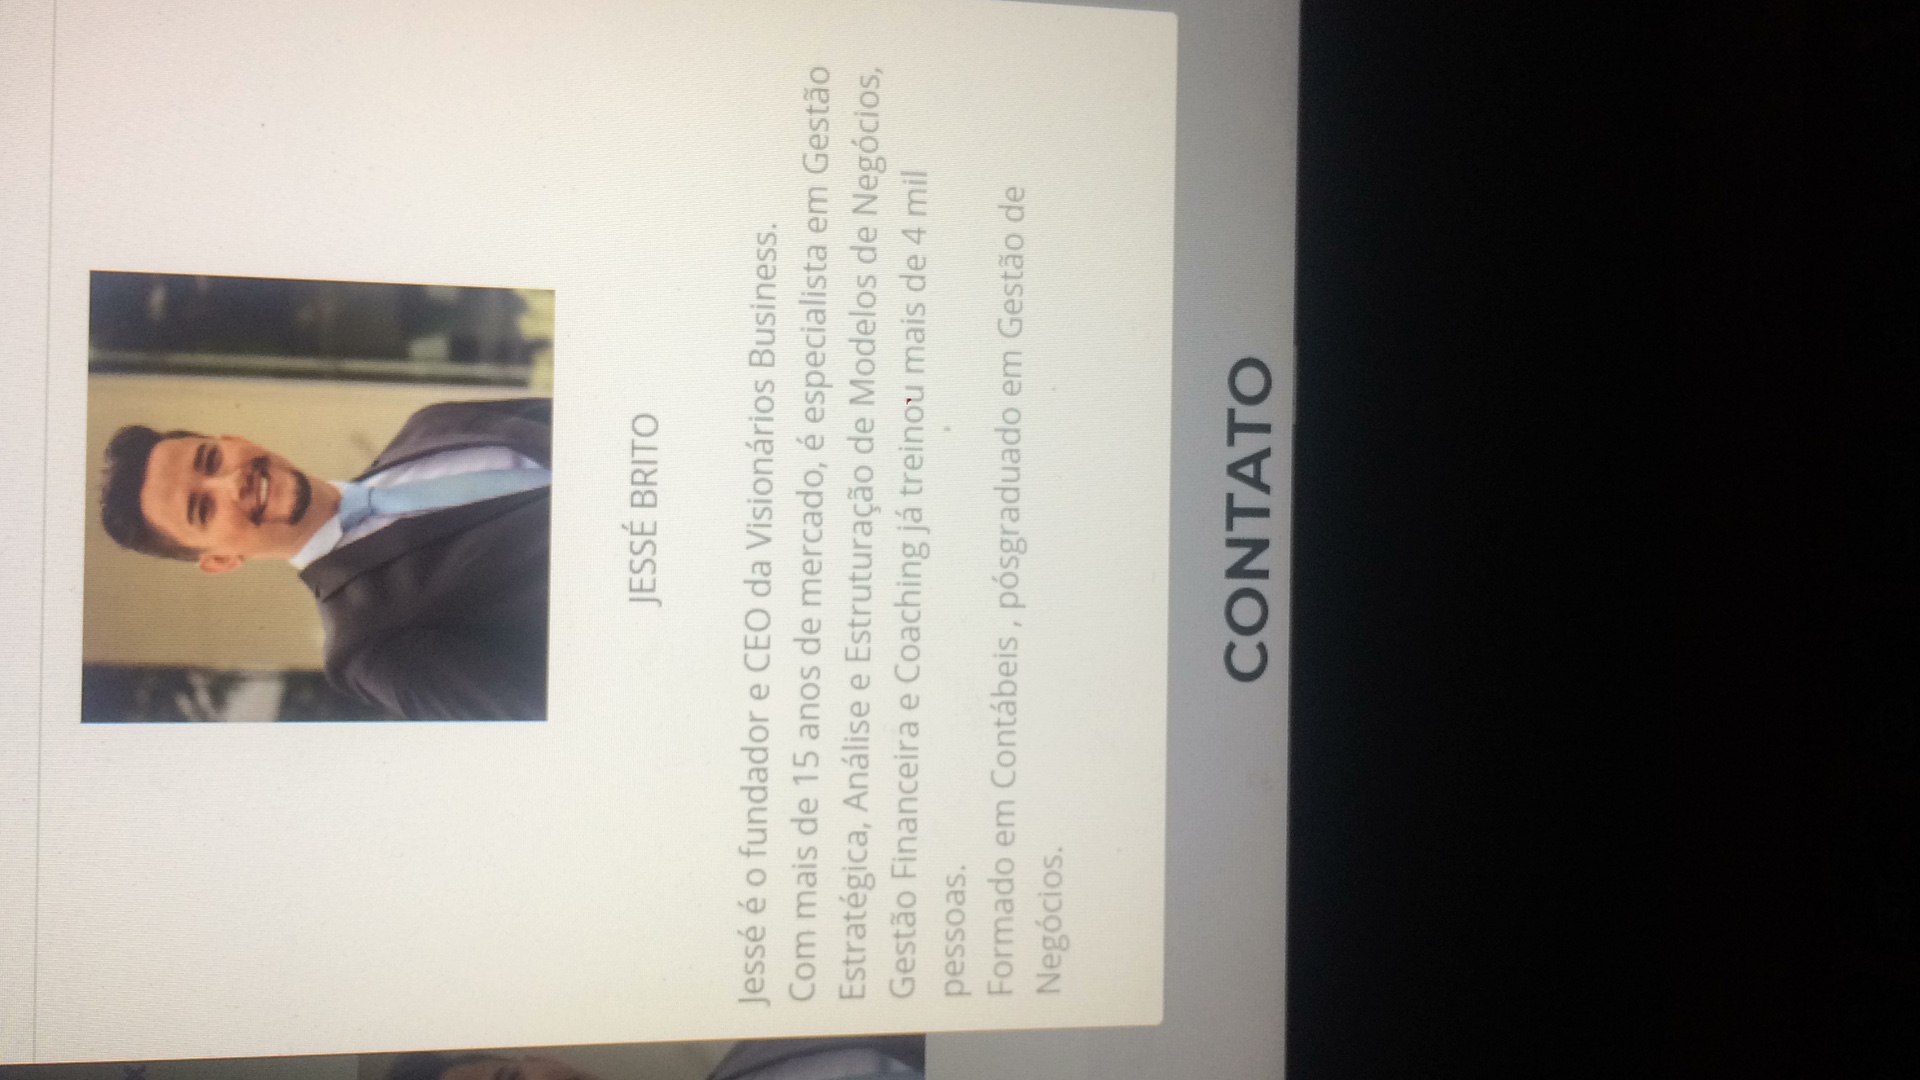 JESSÉ BRITO
Jessé é o fundador e CEO da Visionários Business.
Com mais de 15 anos de mercado, é especialista em Gestão
Estratégica, Análise e Estruturação de Modelos de Negócios,
Gestão Financeira e Coaching já treinou mais de 4 mil
pessoas.
Formado em Contábeis , pósgraduado em Gestão de
Negócios.
CONTATO